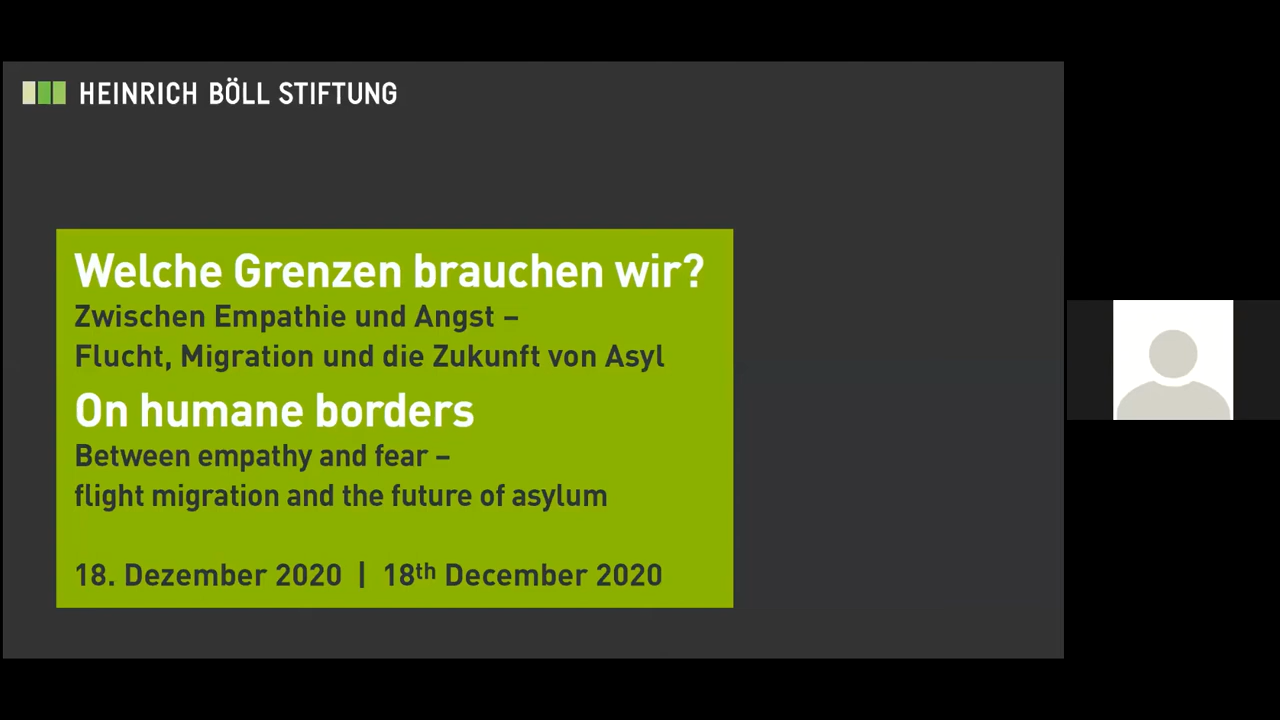 HEINRICH BÖLL STIFTUNG
Welche Grenzen brauchen wir?
Zwischen Empathie und Angst –
Flucht, Migration und die Zukunft von Asyl
On humane borders
Between empathy and fear –
flight migration and the future of asylum
18. Dezember 2020 | 18th December 2020